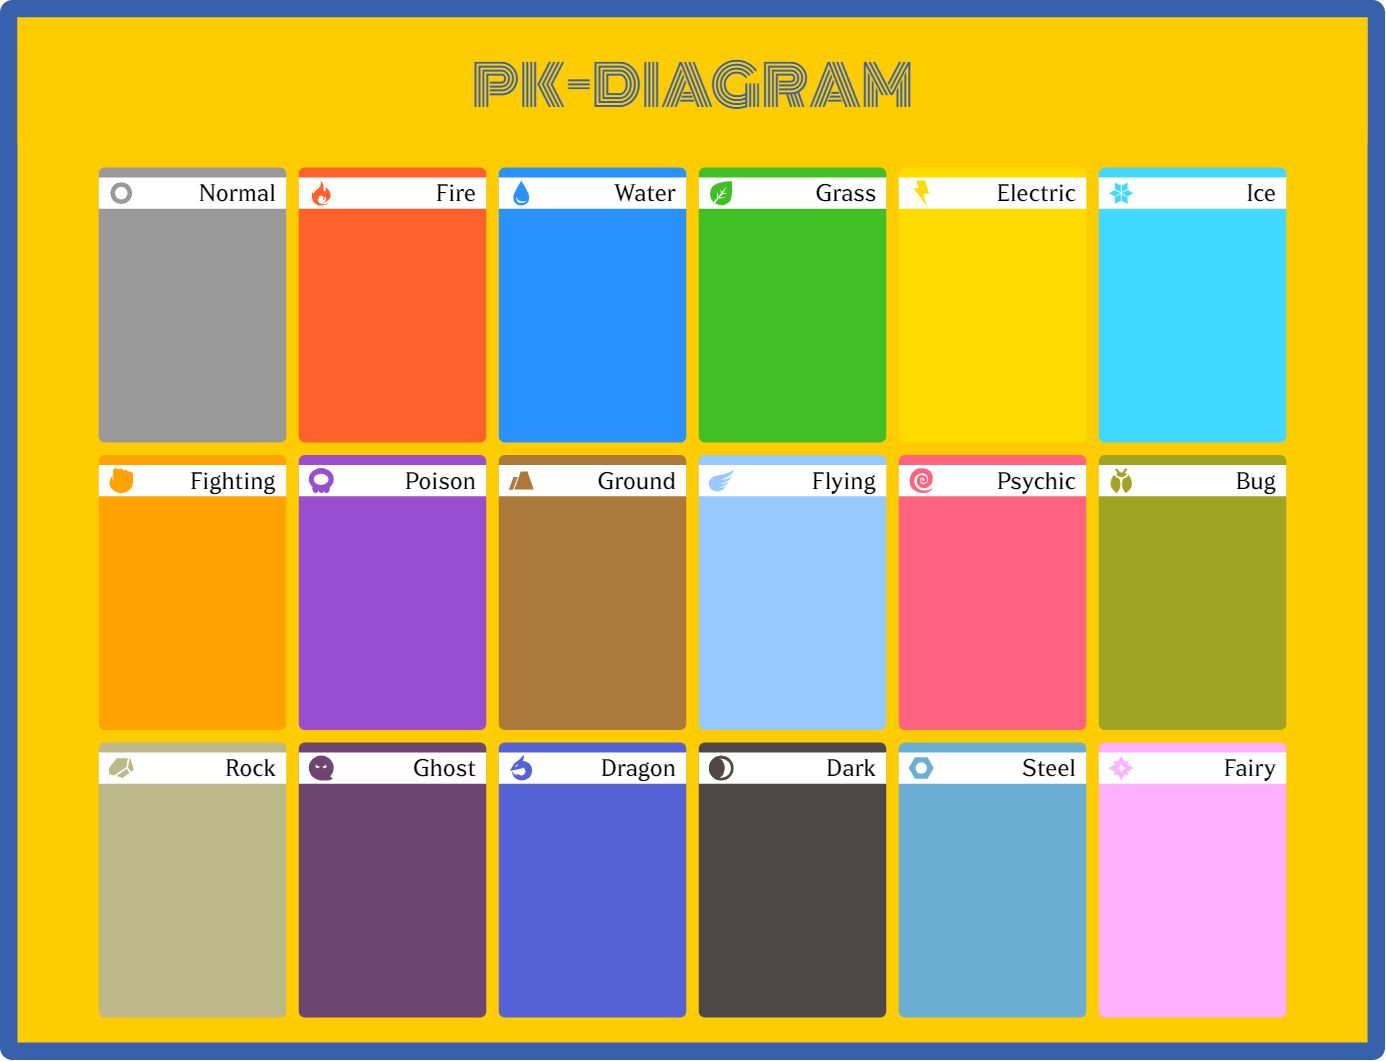 PK-DIAGRAM
Normal
Fire
Water
Grass
Electric
Ice
Fighting
Poison
Ground
Flying
Psychic
Bug
Rock
Ghost
Dragon
Dark
Steel
Fairy